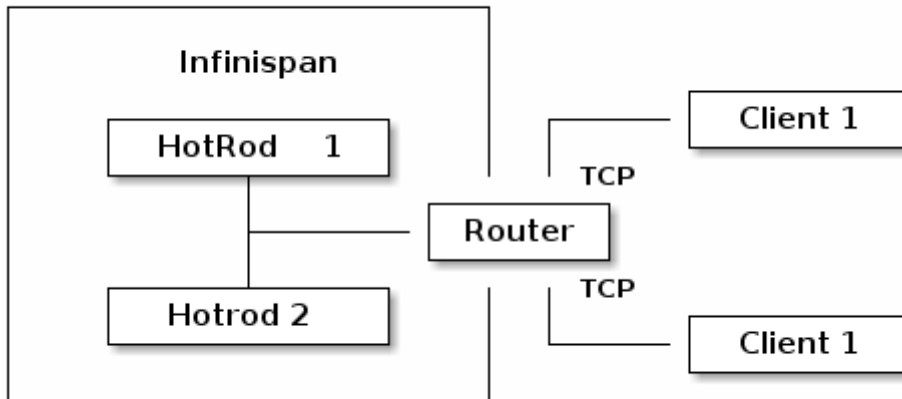 Infinispan
HotRod 1
Client 1
TCP
Router
TCP
Hotrod 2
Client 1